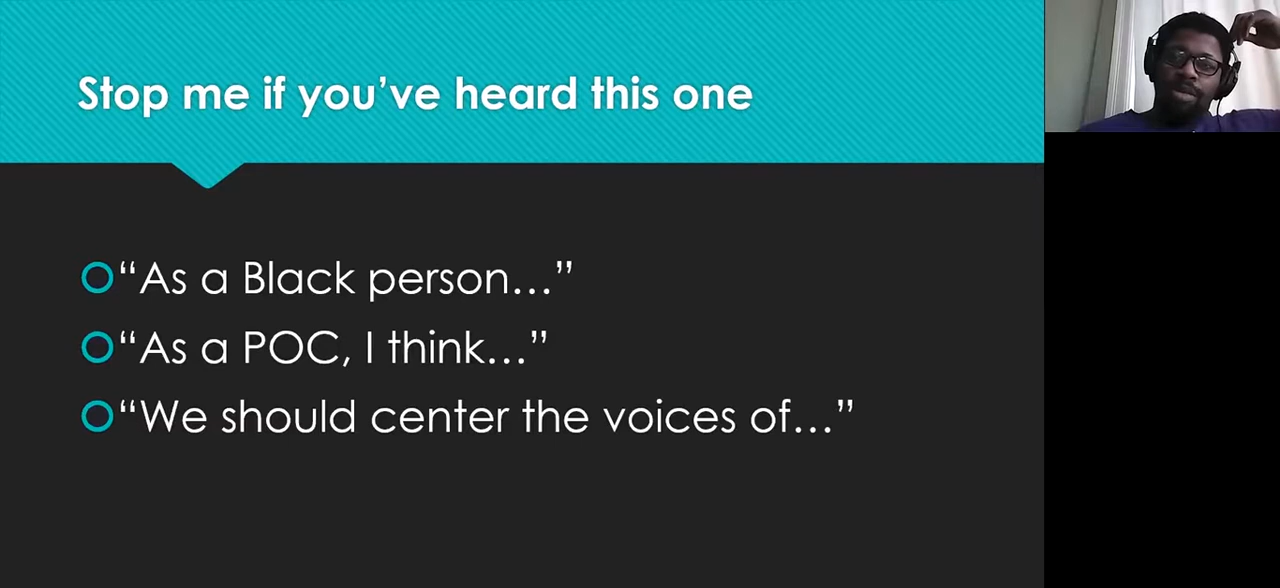 Stop me if you’ve heard this one
“As a Black person…”
“As a POC, I think…”
“We should center the voices of…”